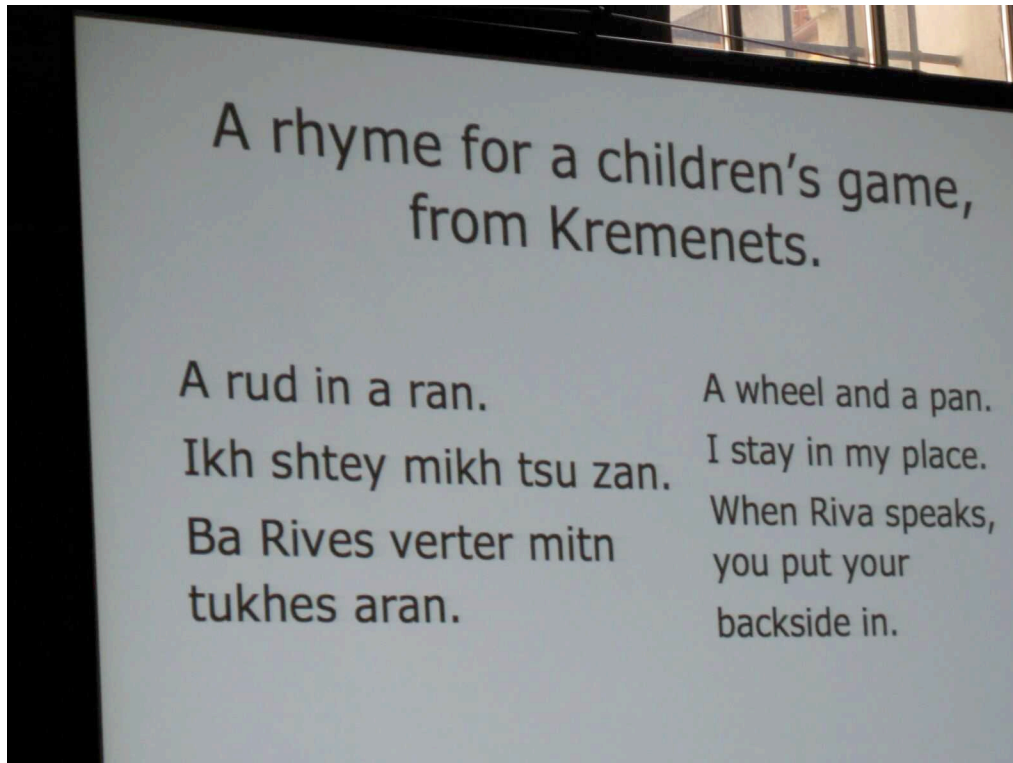 A rhyme for a children's game,
from Kremenets.
A rud in a ran.
Ikh shtey mikh tsu zan.
Ba Rives verter mitn
tukhes aran.
A wheel and a pan.
I stay in my place.
When Riva speaks,
you put your
backside in.